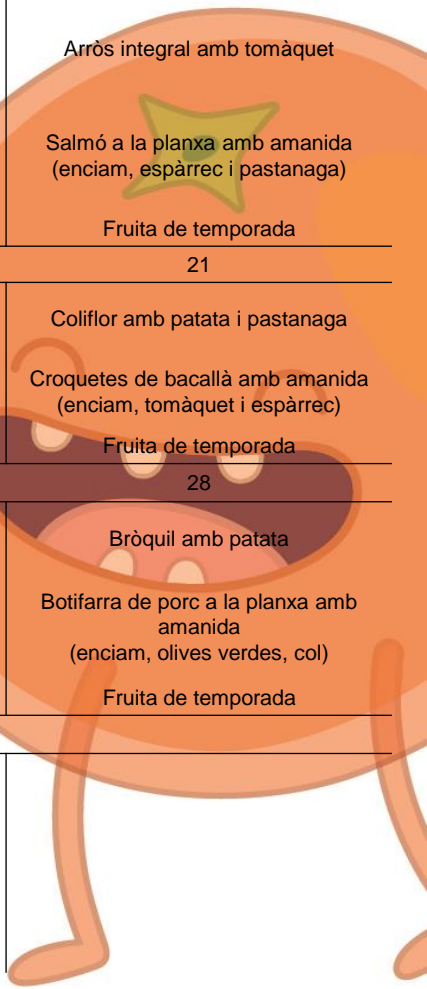 Arròs integral amb tomàquet
Salmó a la planxa amb amanida
(enciam, espàrrec i pastanaga)
Fruita de temporada
21
Coliflor amb patata i pastanaga
Croquetes de bacallà amb amanida
(enciam, tomàquet i espàrrec)
Fruita de temporada
28
Bròquil amb patata
Botifarra de porc a la planxa amb
amanida
(enciam, olives verdes, col)
Fruita de temporada